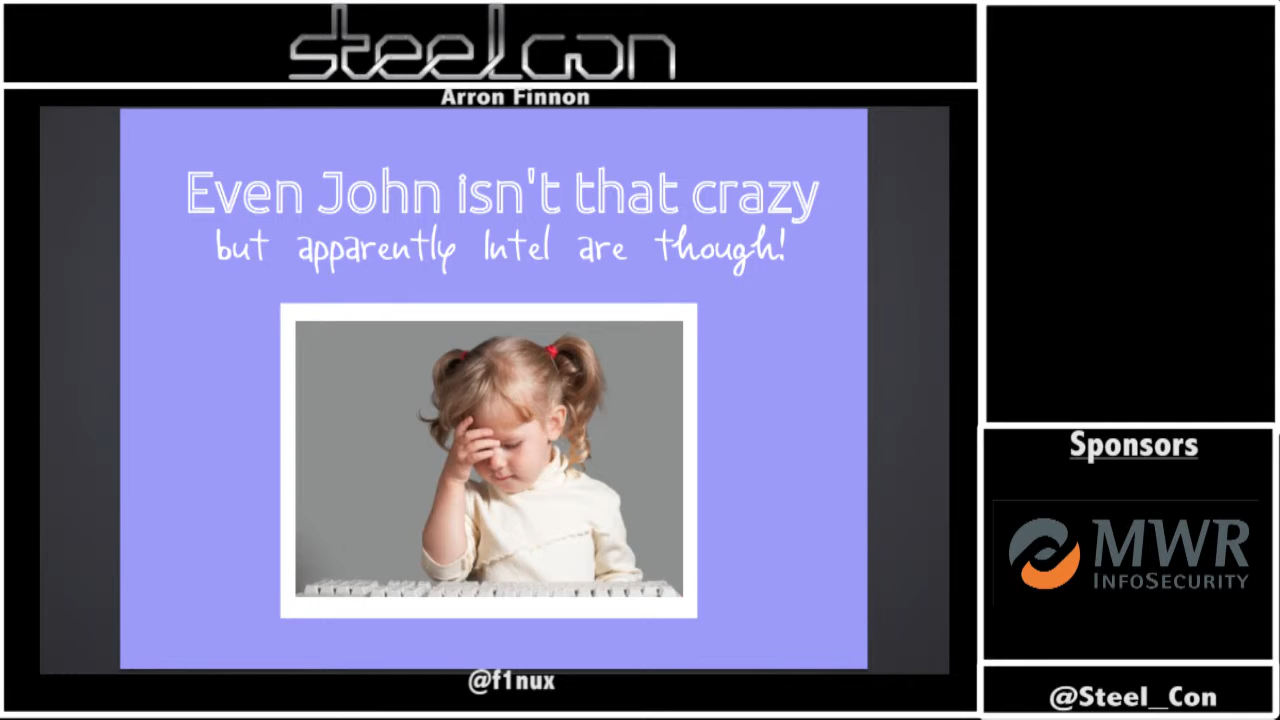 steelcon
Arron Finnon
Even John isn't that crazy
but apparently Intel are though!
@f1nux
Sponsors
MWR
INFOSECURITY
@Steel_Con